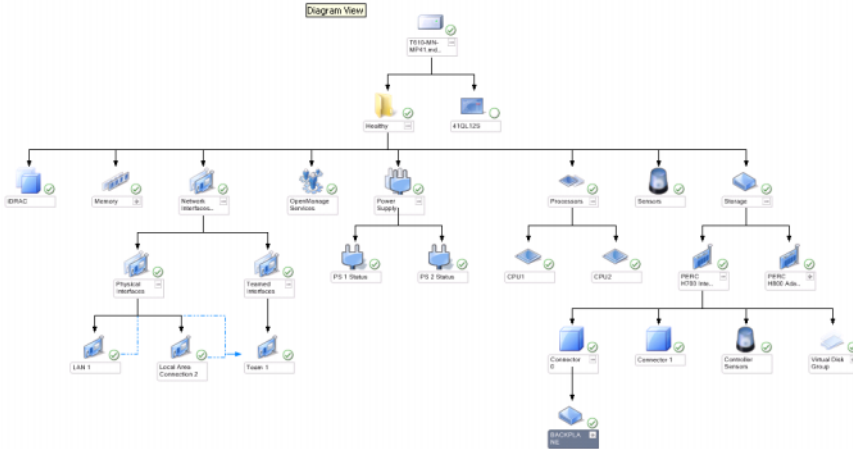 Diagram View
T610-MN-
MP41.md...
Healthy
41QL12S
iDRAC
Memory
Network
Interfaces...
OpenManage
Services
Power
Supply
Processors
Sensors
Storage
PS 1 Status
PS 2 Status
CPU1
CPU2
PERC
H700 Inte...
PERC
H800 Ada...
Physical
Interfaces
Teamed
Interfaces
LAN 1
Local Area
Connection 2
Team 1
Connector
0
Connector 1
Controller
Sensors
Virtual Disk
Group
BACKPLA
NE